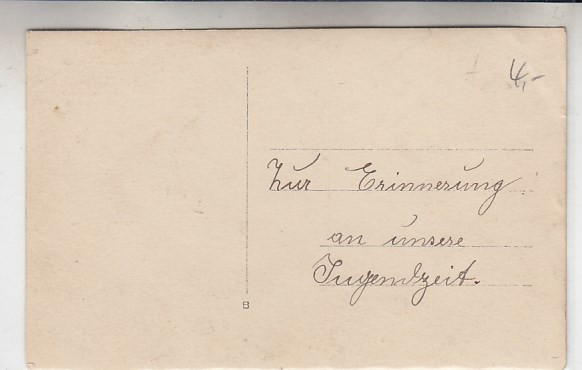 4,-
Zur Erinnerung
an unsere
Jugendzeit.
B